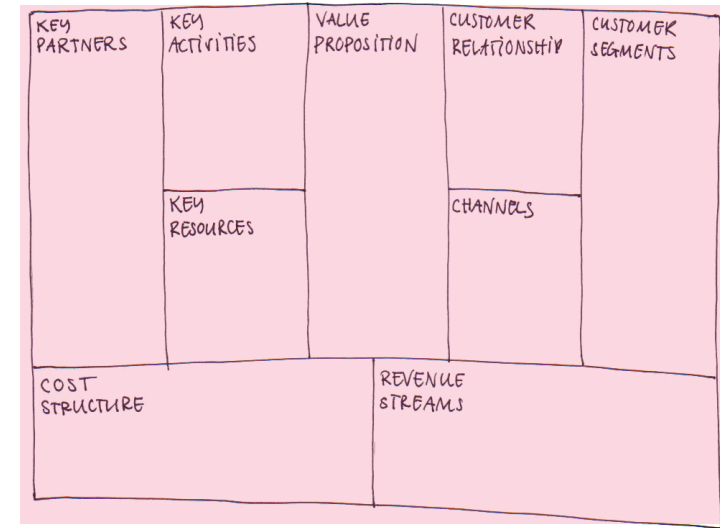 KEY
PARTNERS
KEY
ACTIVITIES
VALUE
PROPOSITION
CUSTOMER
RELATIONSHIP
CUSTOMER
SEGMENTS
KEY
RESOURCES
CHANNELS
COST
STRUCTURE
REVENUE
STREAMS